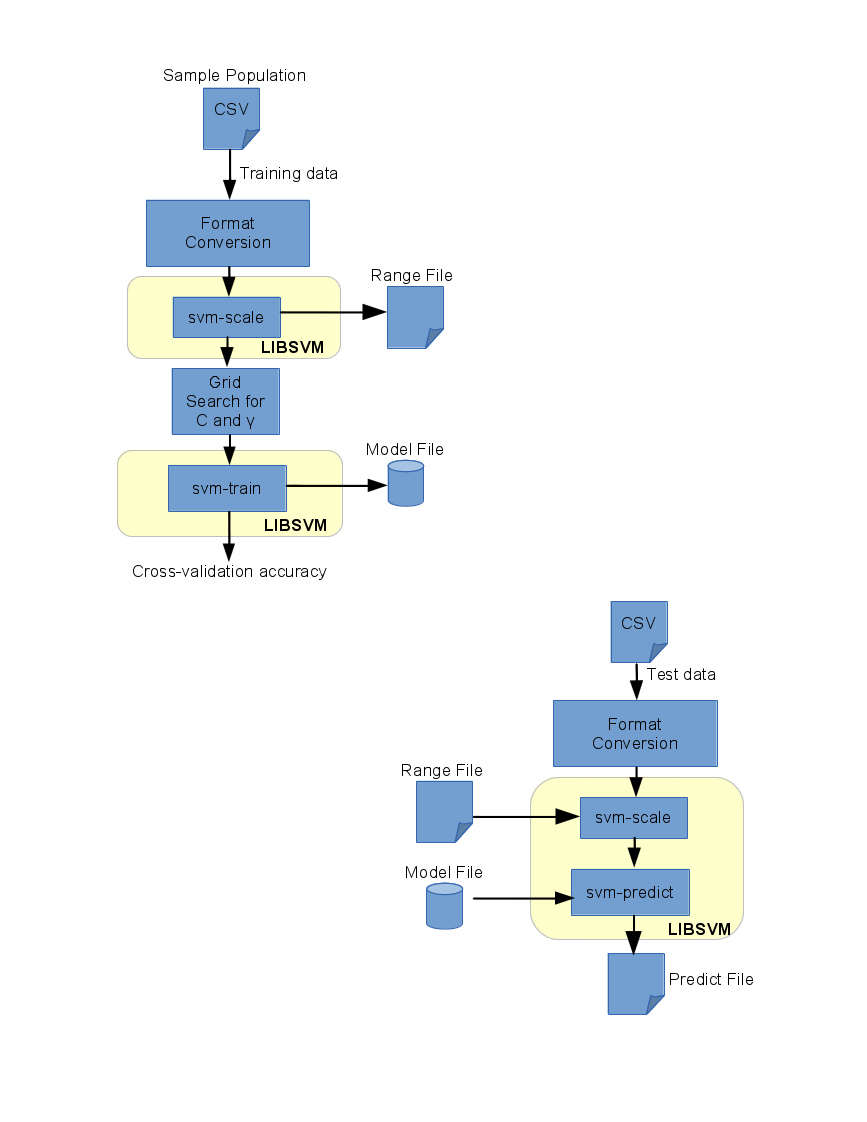 Sample Population
CSV
Training data
Format
Conversion
Range File
svm-scale
LIBSVM
Grid
Search for
C and γ
Model File
svm-train
LIBSVM
Cross-validation accuracy
CSV
Test data
Format
Conversion
Range File
svm-scale
Model File
svm-predict
LIBSVM
Predict File